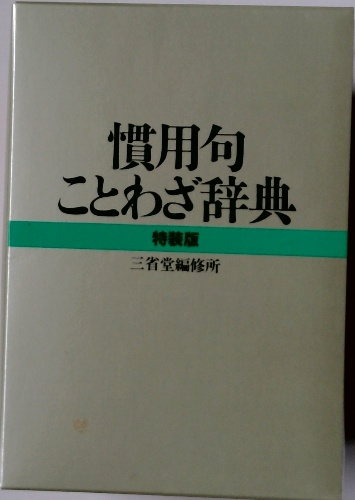 慣用句
ことわざ辞典
特装版
三省堂編修所